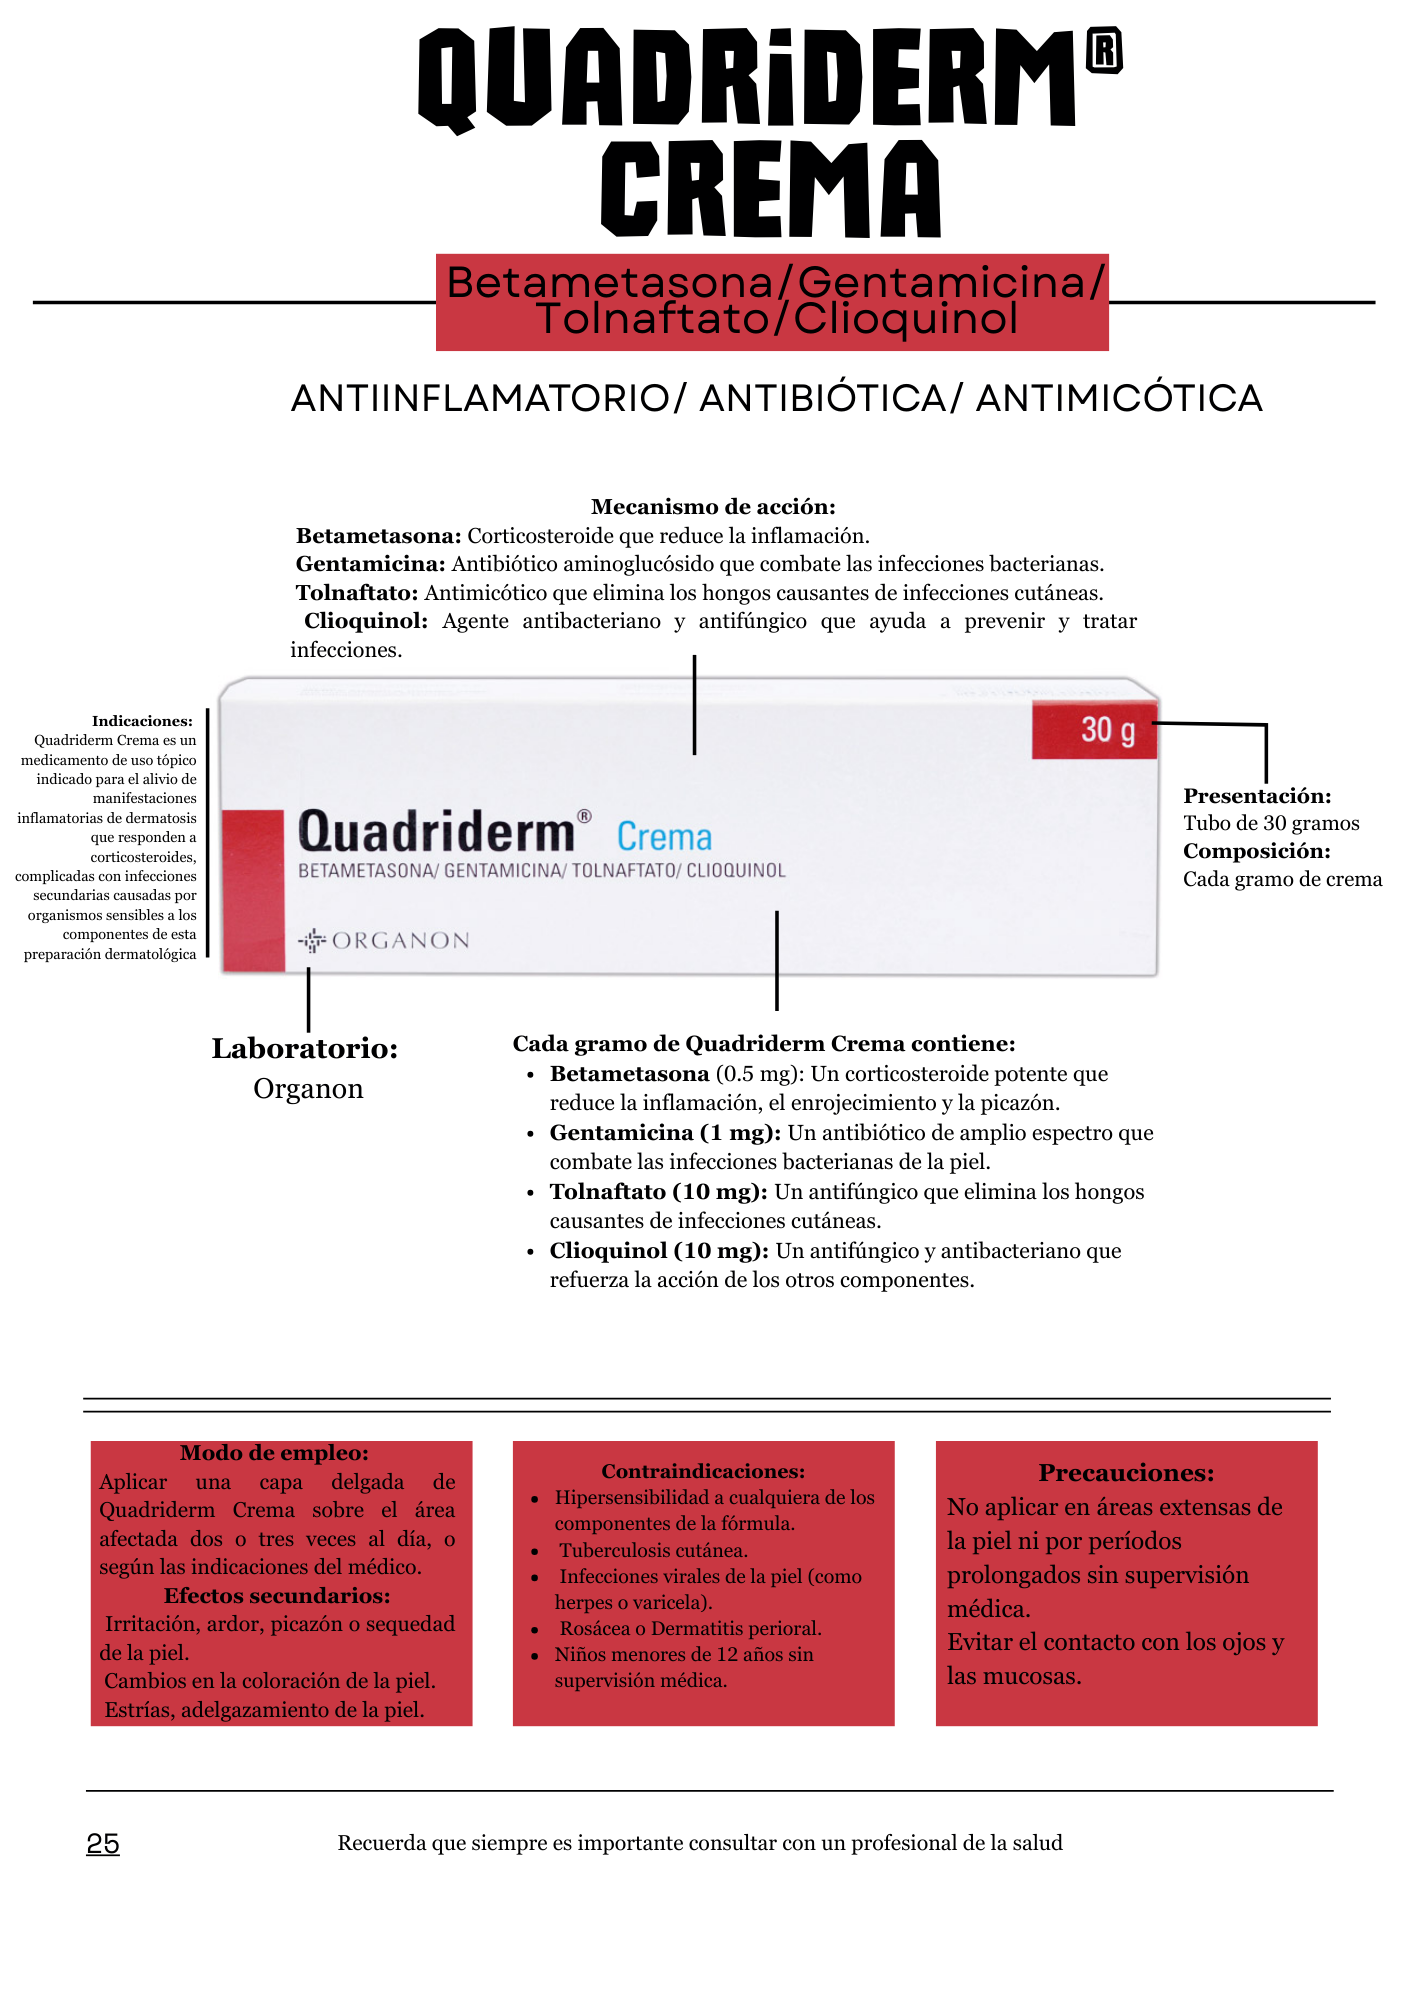 QUADRiDERM®
CREMA
Betametasona/Gentamicina/
Tolnaftato/Clioquinol
ANTIINFLAMATORIO/ ANTIBIÓTICA/ ANTIMICÓTICA
Mecanismo de acción:
Betametasona: Corticosteroide que reduce la inflamación.
Gentamicina: Antibiótico aminoglucósido que combate las infecciones bacterianas.
Tolnaftato: Antimicótico que elimina los hongos causantes de infecciones cutáneas.
Clioquinol: Agente antibacteriano y antifúngico que ayuda a prevenir y tratar
infecciones.
Indicaciones:
Quadriderm Crema es un
medicamento de uso tópico
indicado para el alivio de
manifestaciones
inflamatorias de dermatosis
que responden a
corticosteroides,
complicadas con infecciones
secundarias causadas por
organismos sensibles a los
componentes de esta
preparación dermatológica
30 g
Quadriderm® Crema
BETAMETASONA/ GENTAMICINA/ TOLNAFTATO/ CLIOQUINOL
ORGANON
Presentación:
Tubo de 30 gramos
Composición:
Cada gramo de crema
Laboratorio:
Organon
Cada gramo de Quadriderm Crema contiene:
• Betametasona (0.5 mg): Un corticosteroide potente que
reduce la inflamación, el enrojecimiento y la picazón.
• Gentamicina (1 mg): Un antibiótico de amplio espectro que
combate las infecciones bacterianas de la piel.
• Tolnaftato (10 mg): Un antifúngico que elimina los hongos
causantes de infecciones cutáneas.
• Clioquinol (10 mg): Un antifúngico y antibacteriano que
refuerza la acción de los otros componentes.
Modo de empleo:
Aplicar una capa delgada de
Quadriderm Crema sobre el área
afectada dos o tres veces al día, o
según las indicaciones del médico.
Efectos secundarios:
Irritación, ardor, picazón o sequedad
de la piel.
Cambios en la coloración de la piel.
Estrías, adelgazamiento de la piel.
Contraindicaciones:
• Hipersensibilidad a cualquiera de los
componentes de la fórmula.
• Tuberculosis cutánea.
• Infecciones virales de la piel (como
herpes o varicela).
• Rosácea o Dermatitis perioral.
• Niños menores de 12 años sin
supervisión médica.
Precauciones:
No aplicar en áreas extensas de
la piel ni por períodos
prolongados sin supervisión
médica.
Evitar el contacto con los ojos y
las mucosas.
25
Recuerda que siempre es importante consultar con un profesional de la salud